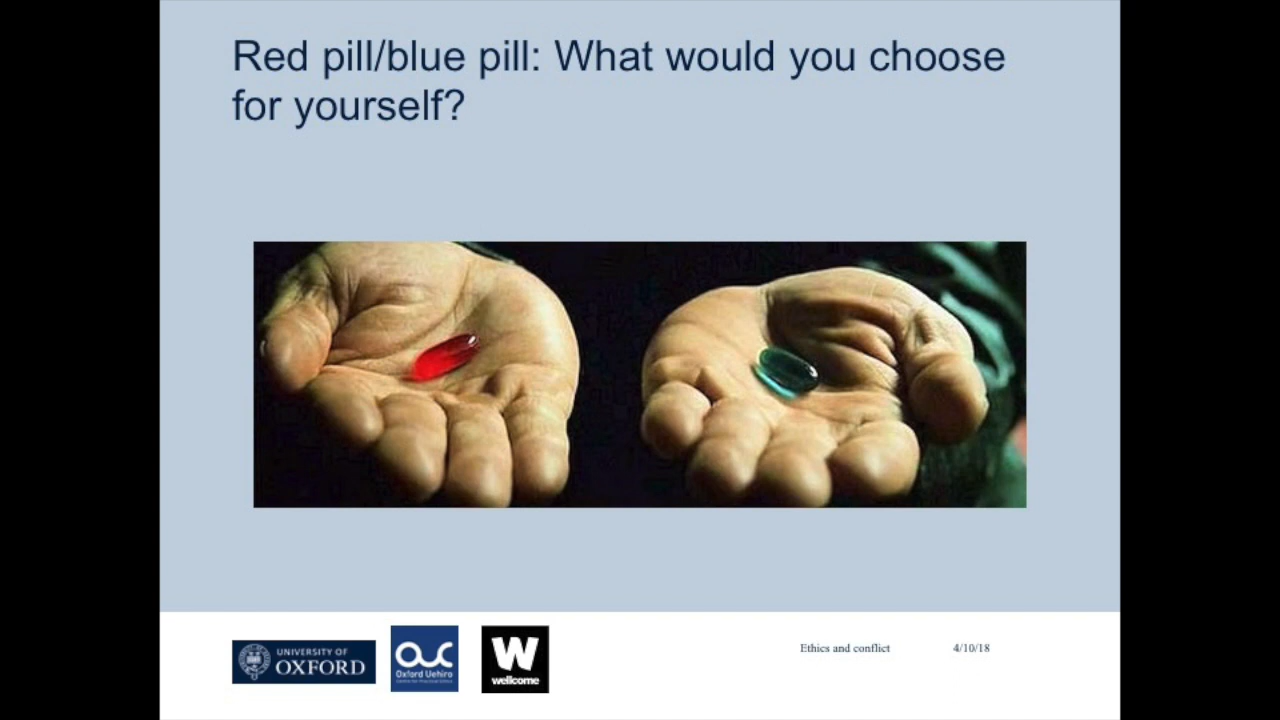 Red pill/blue pill: What would you choose
for yourself?
UNIVERSITY OF
OXFORD
Oxford Uehiro
W
wellcome
Ethics and conflict
4/10/18